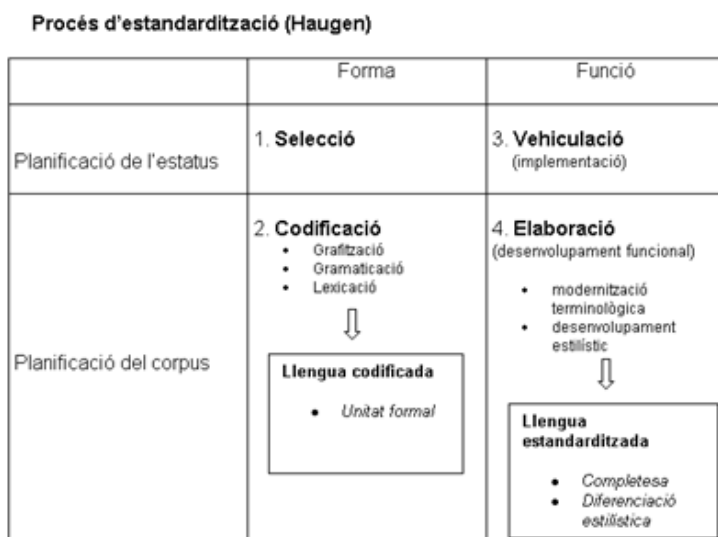 Procés d'estandardització (Haugen)
Forma
Funció
Planificació de l'estatus
1. Selecció
3. Vehiculació
(implementació)
Planificació del corpus
2. Codificació
• Grafització
• Gramaticació
• Lexicació
Llengua codificada
• Unitat formal
4. Elaboració
(desenvolupament funcional)
• modernització
terminològica
• desenvolupament
estilístic
Llengua
estandarditzada
• Completesa
• Diferenciació
estilística